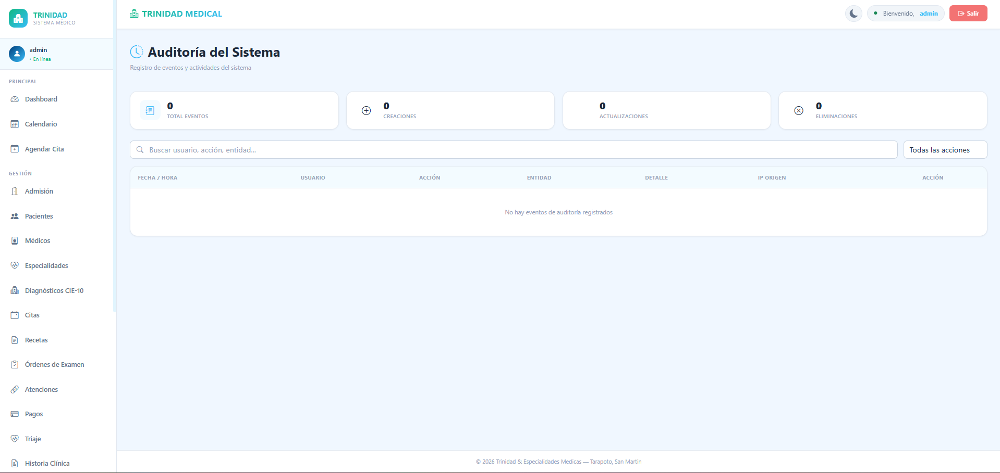 TRINIDAD
SISTEMA MÉDICO
admin
• En línea
PRINCIPAL
Dashboard
Calendario
Agendar Cita
GESTIÓN
Admisión
Pacientes
Médicos
Especialidades
Diagnósticos CIE-10
Citas
Recetas
Órdenes de Examen
Atenciones
Pagos
Triaje
Historia Clínica
TRINIDAD MEDICAL
Bienvenido, admin
Salir
Auditoría del Sistema
Registro de eventos y actividades del sistema
0
TOTAL EVENTOS
0
CREACIONES
0
ACTUALIZACIONES
0
ELIMINACIONES
Buscar usuario, acción, entidad...
Todas las acciones
FECHA / HORA USUARIO ACCIÓN ENTIDAD DETALLE IP ORIGEN ACCIÓN
No hay eventos de auditoría registrados
© 2026 Trinidad & Especialidades Medicas — Tarapoto, San Martin